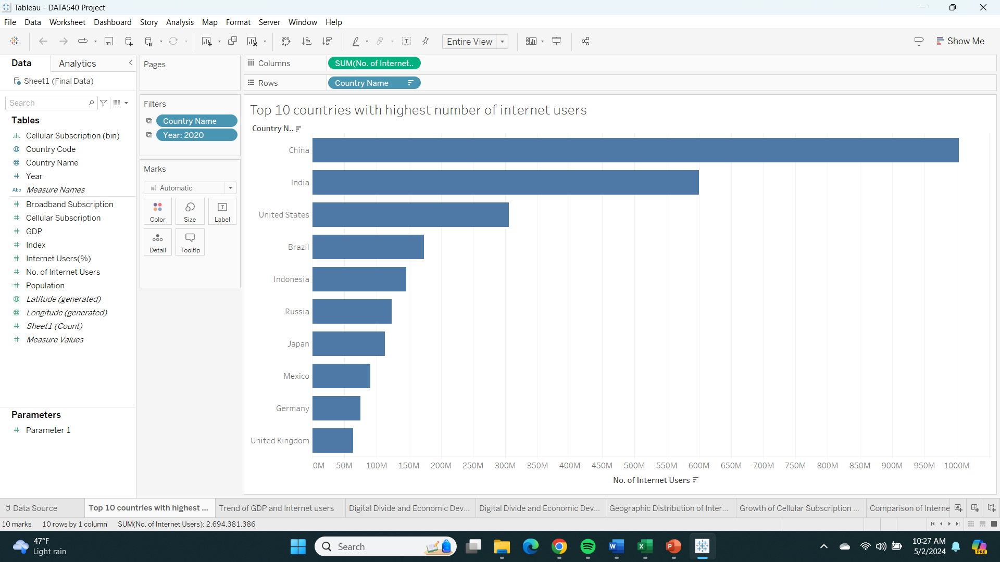 Tableau - DATA540 Project
File Data Worksheet Dashboard Story Analysis Map Format Server Window Help
Entire View
Show Me
Data Analytics
Sheet1 (Final Data)
Search
Tables
Cellular Subscription (bin)
Country Code
Country Name
Year
Abc Measure Names
Broadband Subscription
Cellular Subscription
GDP
Index
Internet Users(%)
No. of Internet Users
Population
Latitude (generated)
Longitude (generated)
Sheet1 (Count)
Measure Values
Parameters
Parameter 1
Pages
Filters
Country Name
Year: 2020
Marks
Automatic
Color Size Label
Detail Tooltip
Columns SUM(No. of Internet..
Rows Country Name
Top 10 countries with highest number of internet users
Country N..
China
India
United States
Brazil
Indonesia
Russia
Japan
Mexico
Germany
United Kingdom
0M 50M 100M 150M 200M 250M 300M 350M 400M 450M 500M 550M 600M 650M 700M 750M 800M 850M 900M 950M 1000M
No. of Internet Users
Data Source Top 10 countries with highest ... Trend of GDP and Internet users Digital Divide and Economic Dev... Digital Divide and Economic Dev... Geographic Distribution of Inter... Growth of Cellular Subscription ... Comparison of Interne
10 marks 10 rows by 1 column SUM(No. of Internet Users): 2,694,381,386
47°F
Light rain
Search
10:27 AM
5/2/2024
PRE